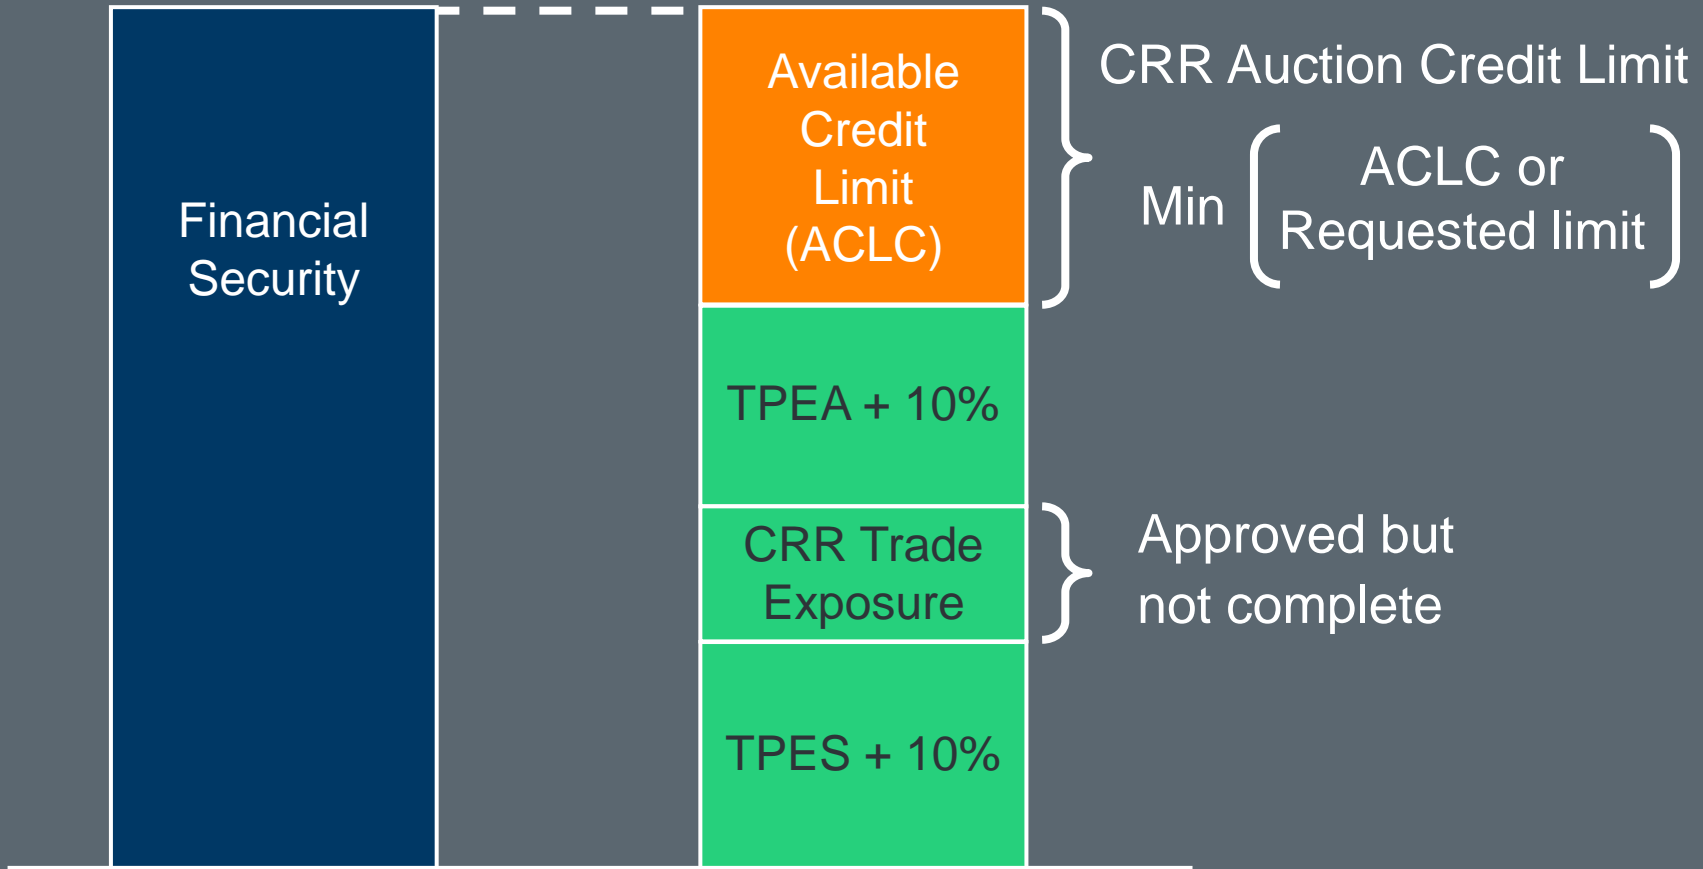 Financial
Security
Available
Credit
Limit
(ACLC)
CRR Auction Credit Limit
Min
ACLC or
Requested limit
TPEA + 10%
CRR Trade
Exposure
Approved but
not complete
TPES + 10%